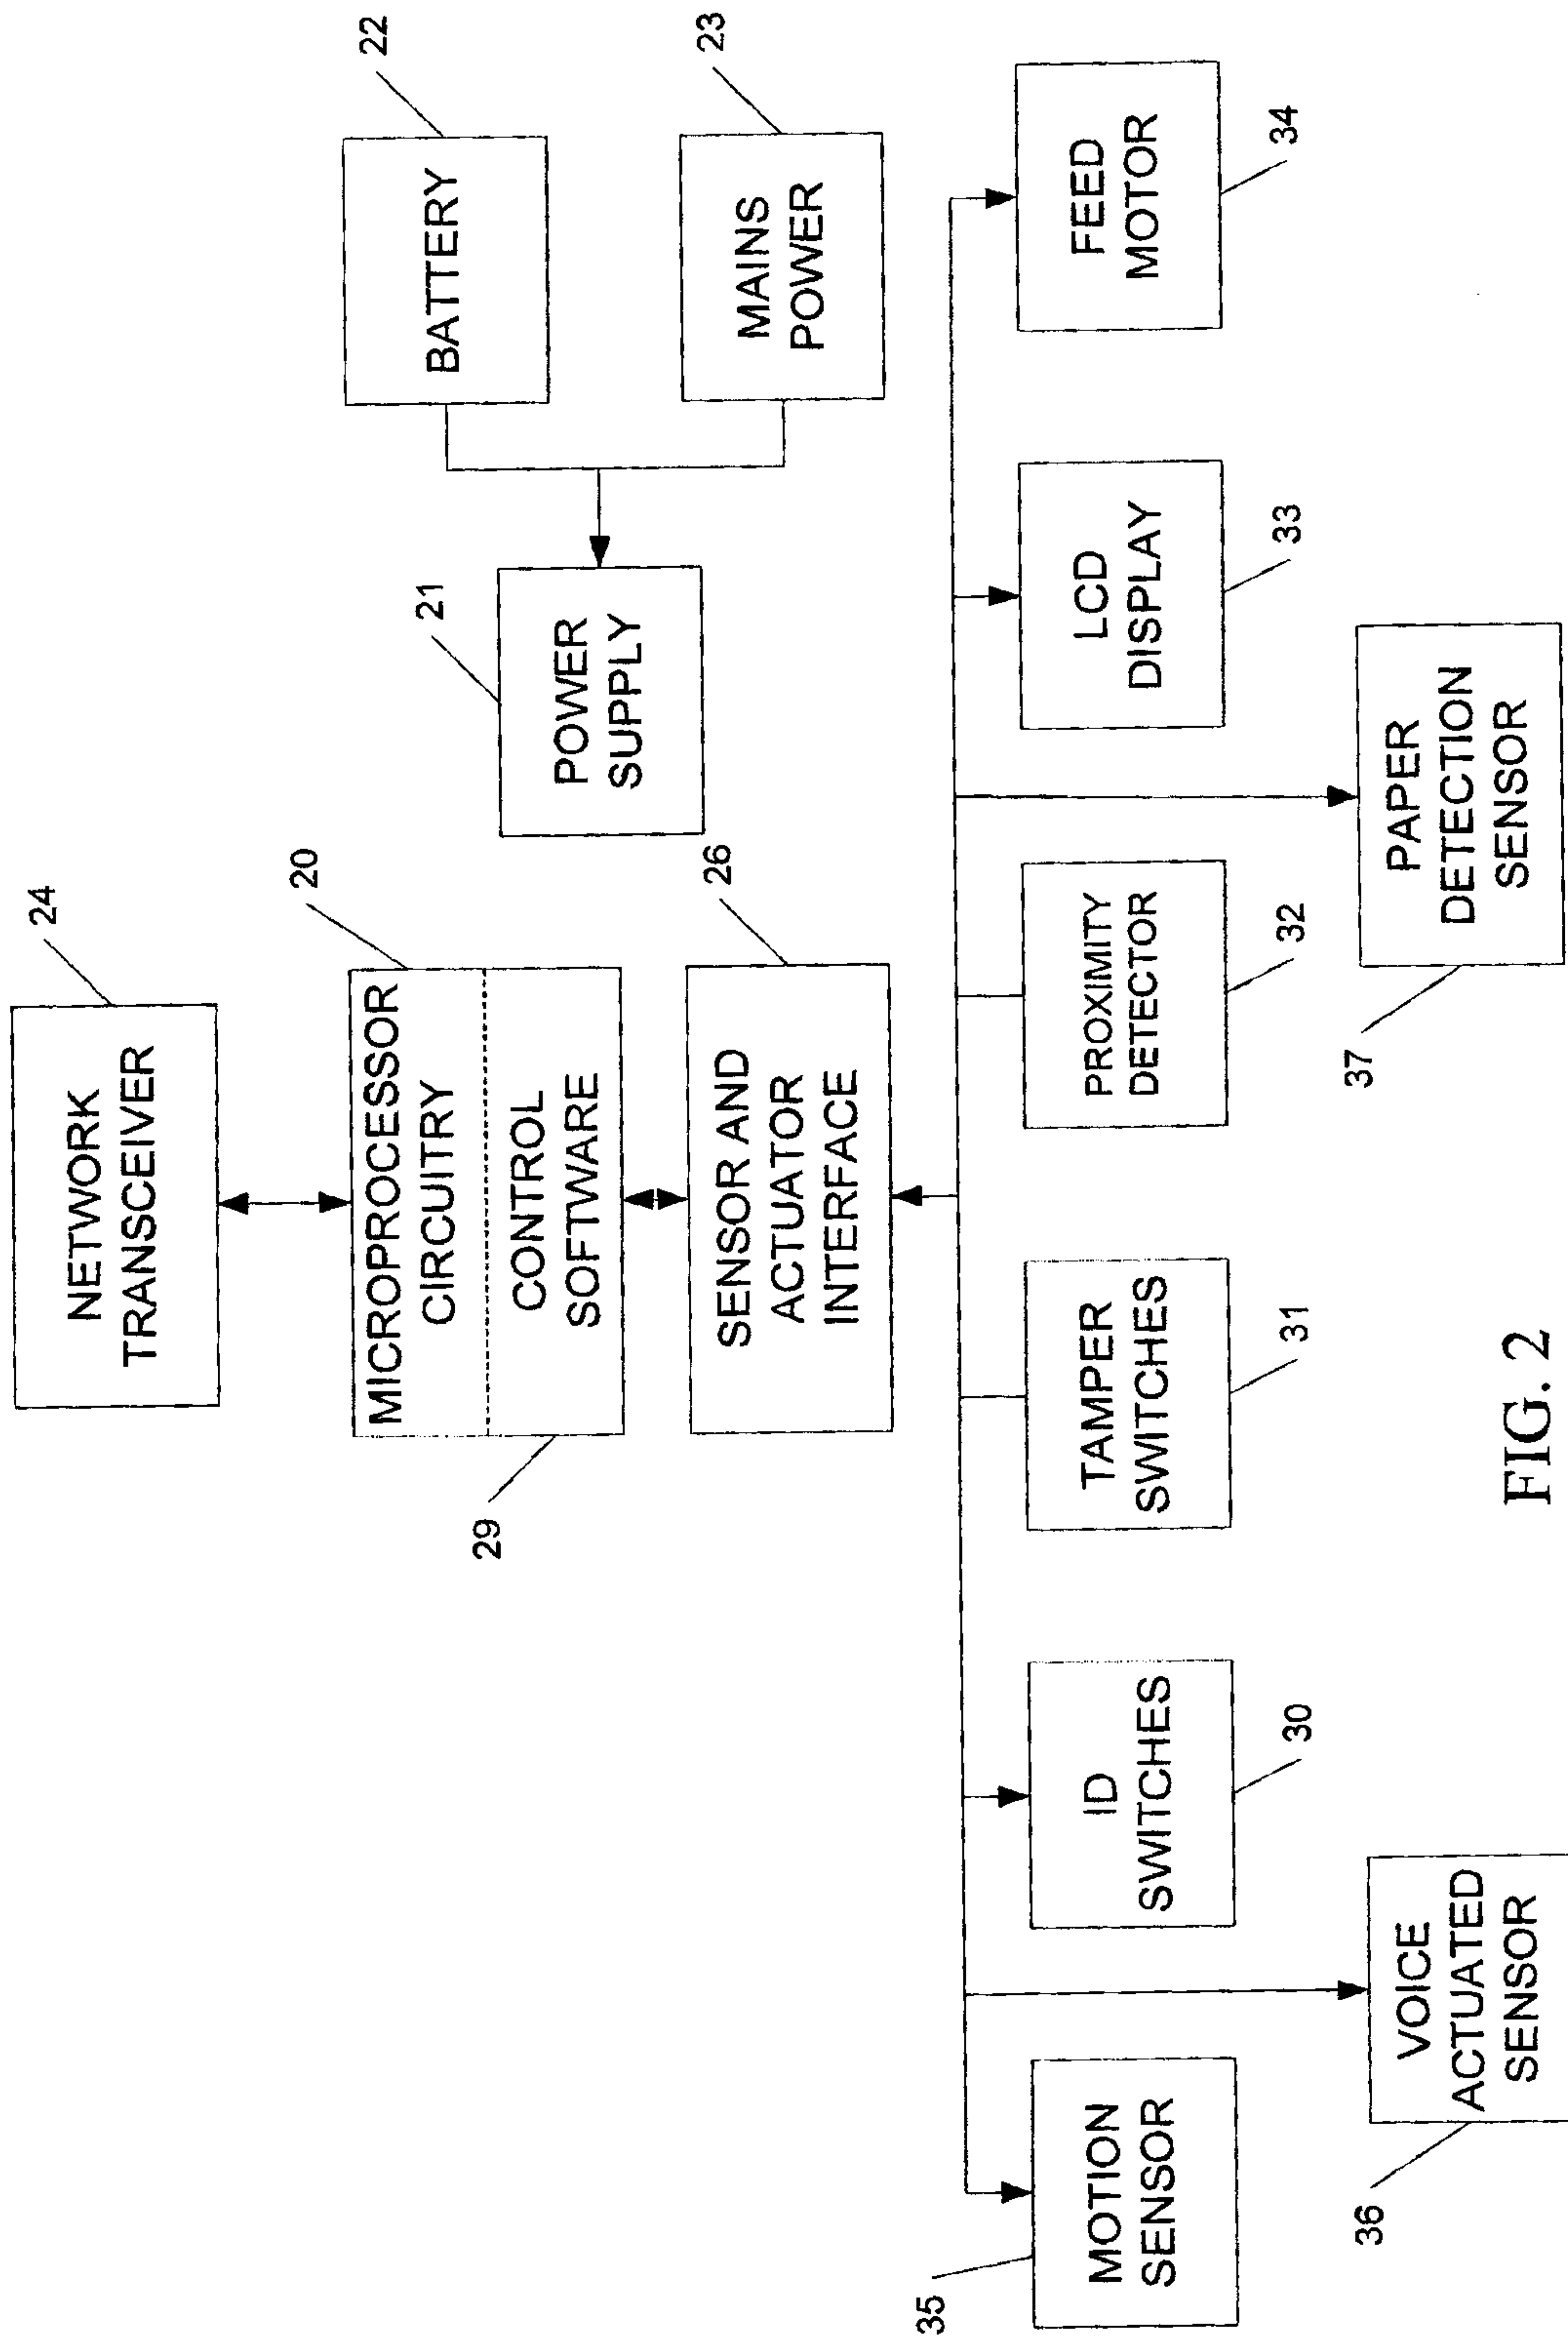 24
NETWORK
TRANSCEIVER
20
MICROPROCESSOR
CIRCUITRY
CONTROL
SOFTWARE
29
22
BATTERY
21
POWER
SUPPLY
23
MAINS
POWER
26
SENSOR AND
ACTUATOR
INTERFACE
35
MOTION
SENSOR
ID
SWITCHES
30
TAMPER
SWITCHES
31
PROXIMITY
DETECTOR
32
LCD
DISPLAY
33
FEED
MOTOR
34
36
VOICE
ACTUATED
SENSOR
37
PAPER
DETECTION
SENSOR
FIG. 2